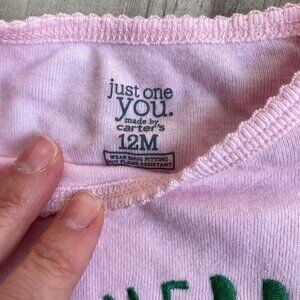 just one
you.
made by
carter's
12M
WEAR SNUG FITTING
NOT FLAME RESISTANT